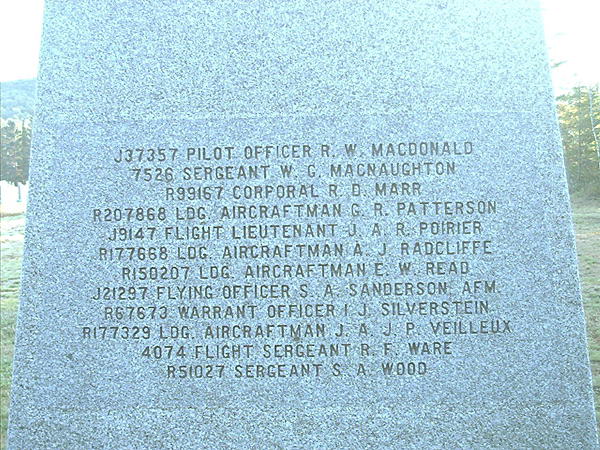 J37357 PILOT OFFICER R. W. MACDONALD
7526 SERGEANT W. G. MACNAUGHTON
R99167 CORPORAL R. D. MARR
R207868 LDG. AIRCRAFTMAN G. R. PATTERSON
J9147 FLIGHT LIEUTENANT J. A. R. POIRIER
R177668 LDG. AIRCRAFTMAN A. J. RADCLIFFE
R150207 LDG. AIRCRAFTMAN E. W. READ
J21297 FLYING OFFICER S. A. SANDERSON, AFM.
R67673 WARRANT OFFICER I. J. SILVERSTEIN
R177329 LDG. AIRCRAFTMAN J. A. J. P. VEILLEUX
4074 FLIGHT SERGEANT R. F. WARE
R51027 SERGEANT S. A. WOOD